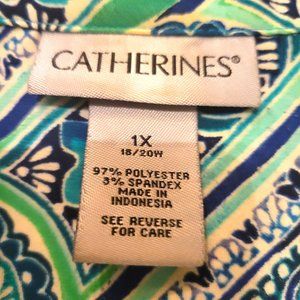 CATHERINES®
1X
18/20W
97% POLYESTER
3% SPANDEX
MADE IN
INDONESIA
SEE REVERSE
FOR CARE